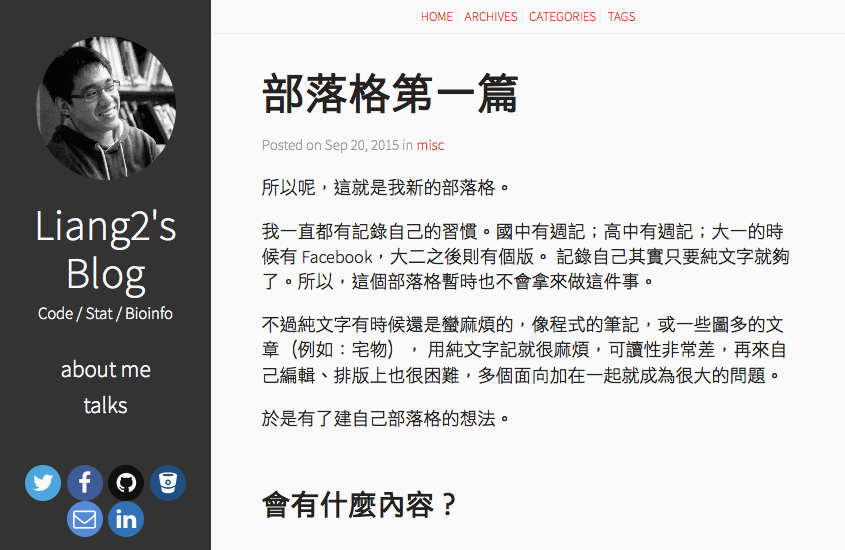 HOME ARCHIVES CATEGORIES TAGS
Liang2's
Blog
Code / Stat / Bioinfo
about me
talks
部落格第一篇
Posted on Sep 20, 2015 in misc
所以呢，這就是我新的部落格。
我一直都有記錄自己的習慣。國中有週記；高中有週記；大一的時
候有 Facebook，大二之後則有個版。 記錄自己其實只要純文字就夠
了。所以，這個部落格暫時也不會拿來做這件事。
不過純文字有時候還是蠻麻煩的，像程式的筆記，或一些圖多的文
章（例如：宅物）， 用純文字記就很麻煩，可讀性非常差，再來自
己編輯、排版上也很困難，多個面向加在一起就成為很大的問題。
於是有了建自己部落格的想法。
會有什麼內容？